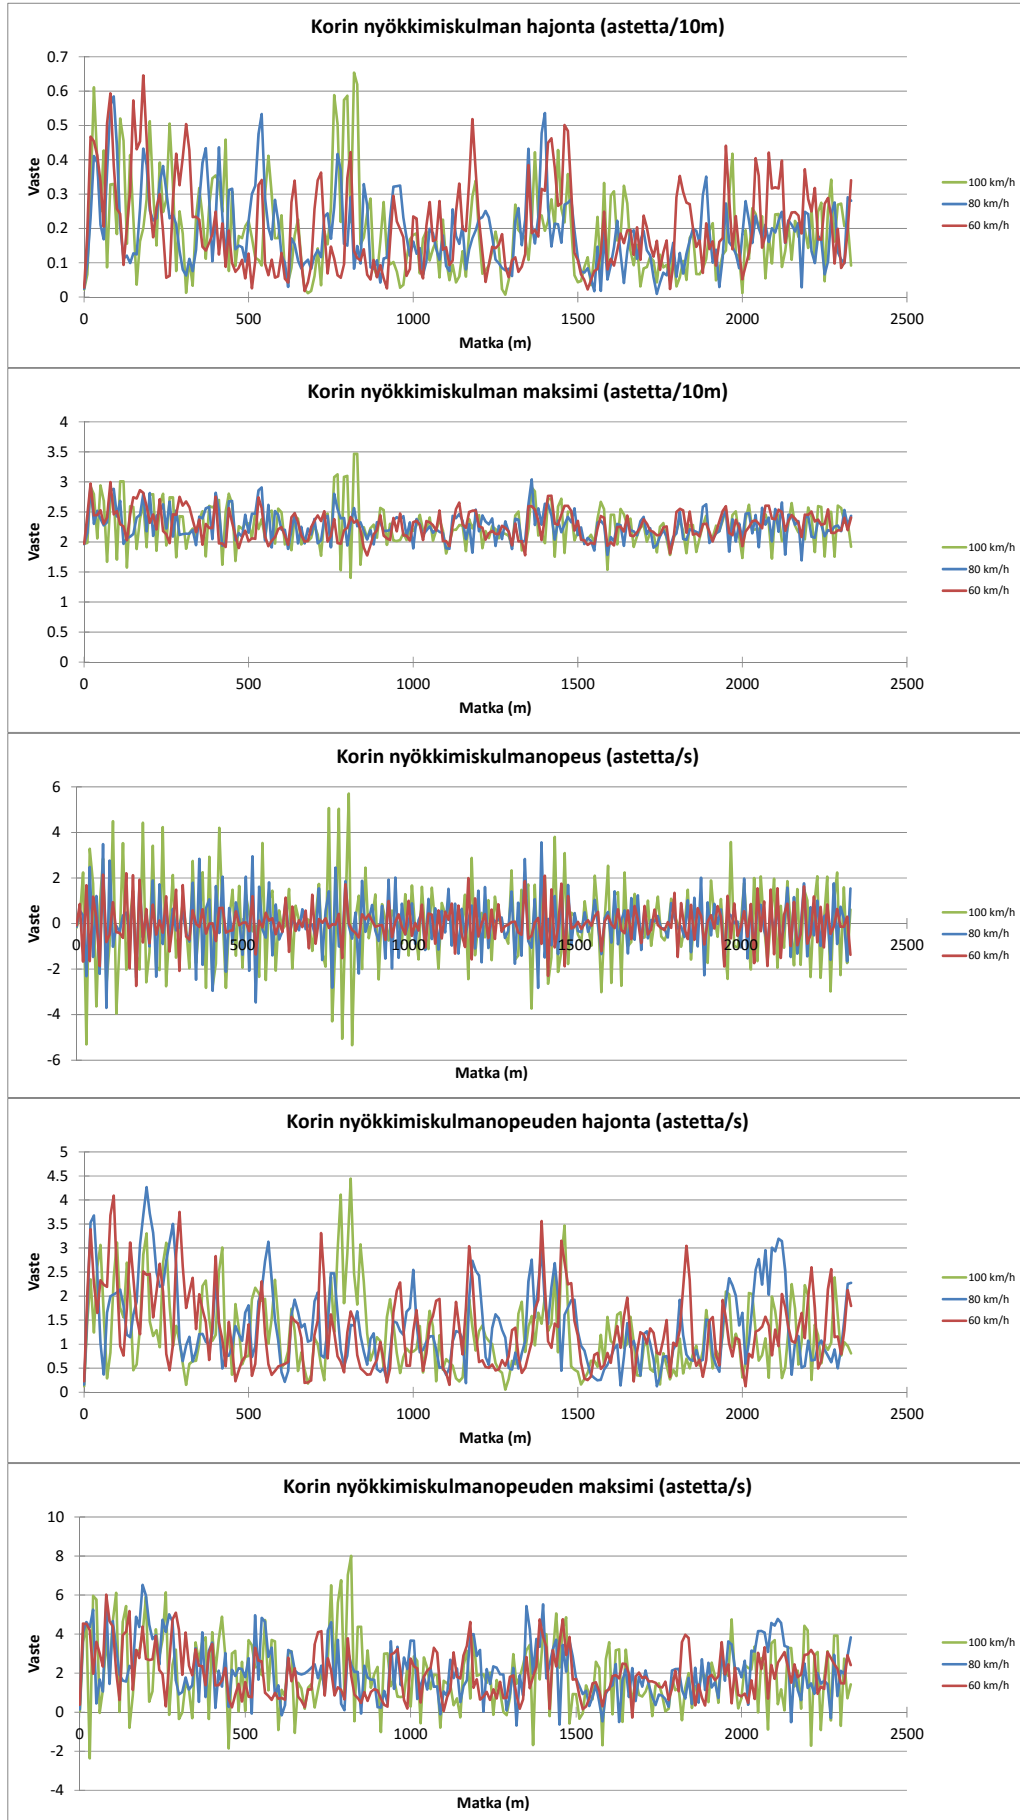 Korin nyökkimiskulman hajonta (astetta/10m)
0.7
0.6
0.5
0.4
0.3
0.2
0.1
0
Vaste
0 500 1000 1500 2000 2500
Matka (m)
100 km/h
80 km/h
60 km/h
Korin nyökkimiskulman maksimi (astetta/10m)
4
3.5
3
2.5
2
1.5
1
0.5
0
Vaste
0 500 1000 1500 2000 2500
Matka (m)
100 km/h
80 km/h
60 km/h
Korin nyökkimiskulmanopeus (astetta/s)
6
4
2
0
-2
-4
-6
Vaste
0 500 1000 1500 2000 2500
Matka (m)
100 km/h
80 km/h
60 km/h
Korin nyökkimiskulmanopeuden hajonta (astetta/s)
5
4.5
4
3.5
3
2.5
2
1.5
1
0.5
0
Vaste
0 500 1000 1500 2000 2500
Matka (m)
100 km/h
80 km/h
60 km/h
Korin nyökkimiskulmanopeuden maksimi (astetta/s)
10
8
6
4
2
0
-2
-4
Vaste
0 500 1000 1500 2000 2500
Matka (m)
100 km/h
80 km/h
60 km/h